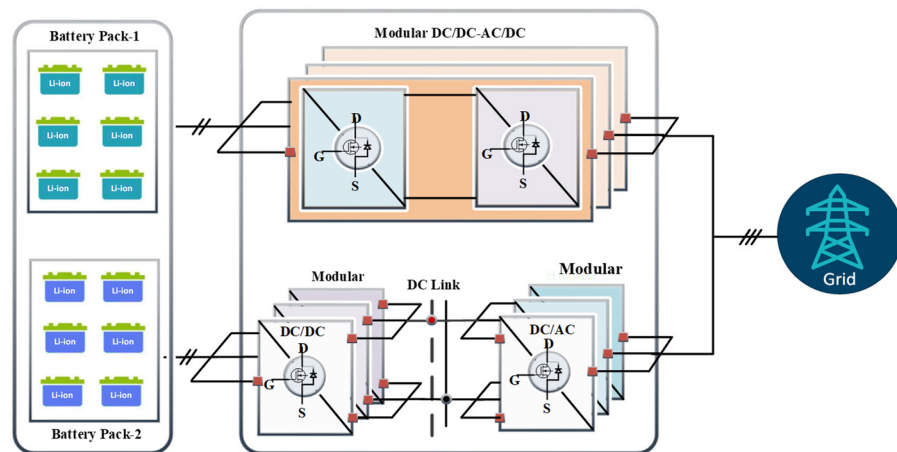 Battery Pack-1
Li-ion Li-ion
Li-ion Li-ion
Li-ion Li-ion
Li-ion Li-ion
Li-ion Li-ion
Li-ion Li-ion
Battery Pack-2
Modular DC/DC-AC/DC
D
G
S
D
G
S
Modular
DC/DC
D
G
S
DC Link
Modular
DC/AC
D
G
S
Grid